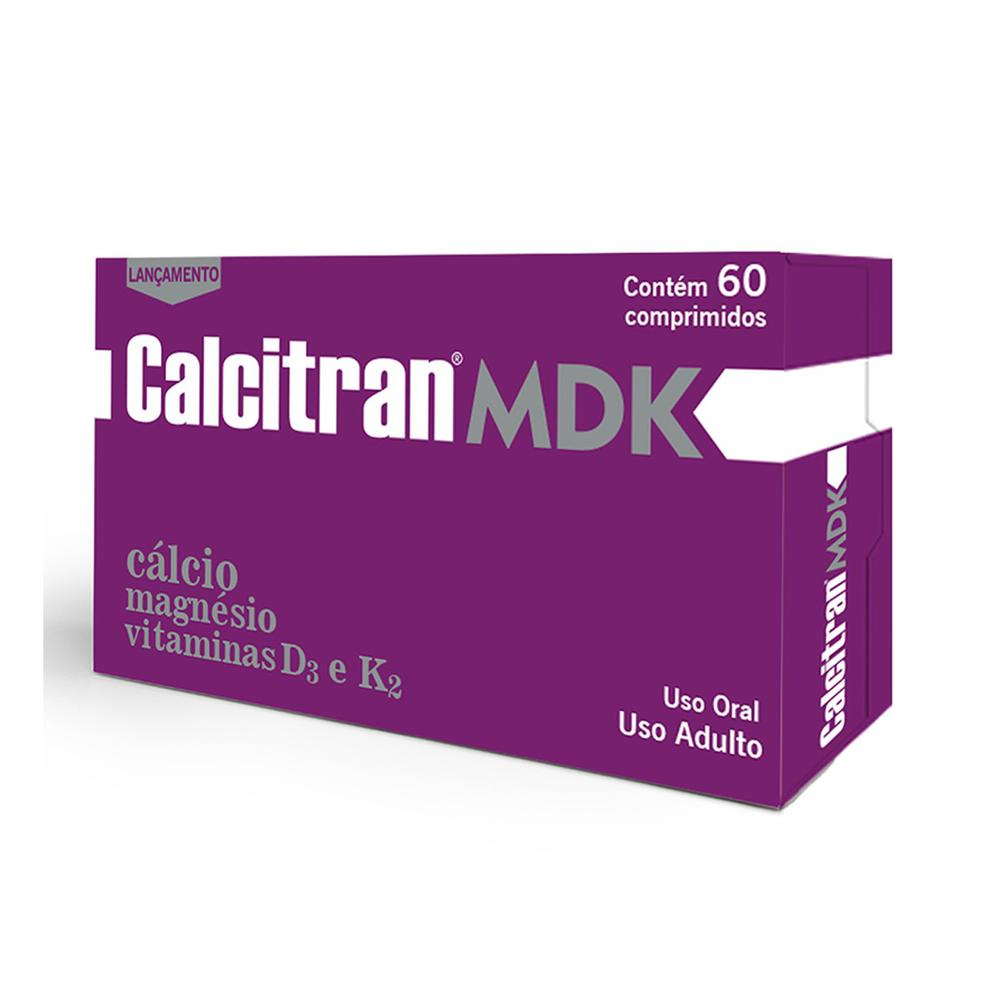 LANÇAMENTO
Contém 60
comprimidos
Calcitran® MDK
cálcio
magnésio
vitaminas D₃ e K₂
Uso Oral
Uso Adulto
Calcitran MDK